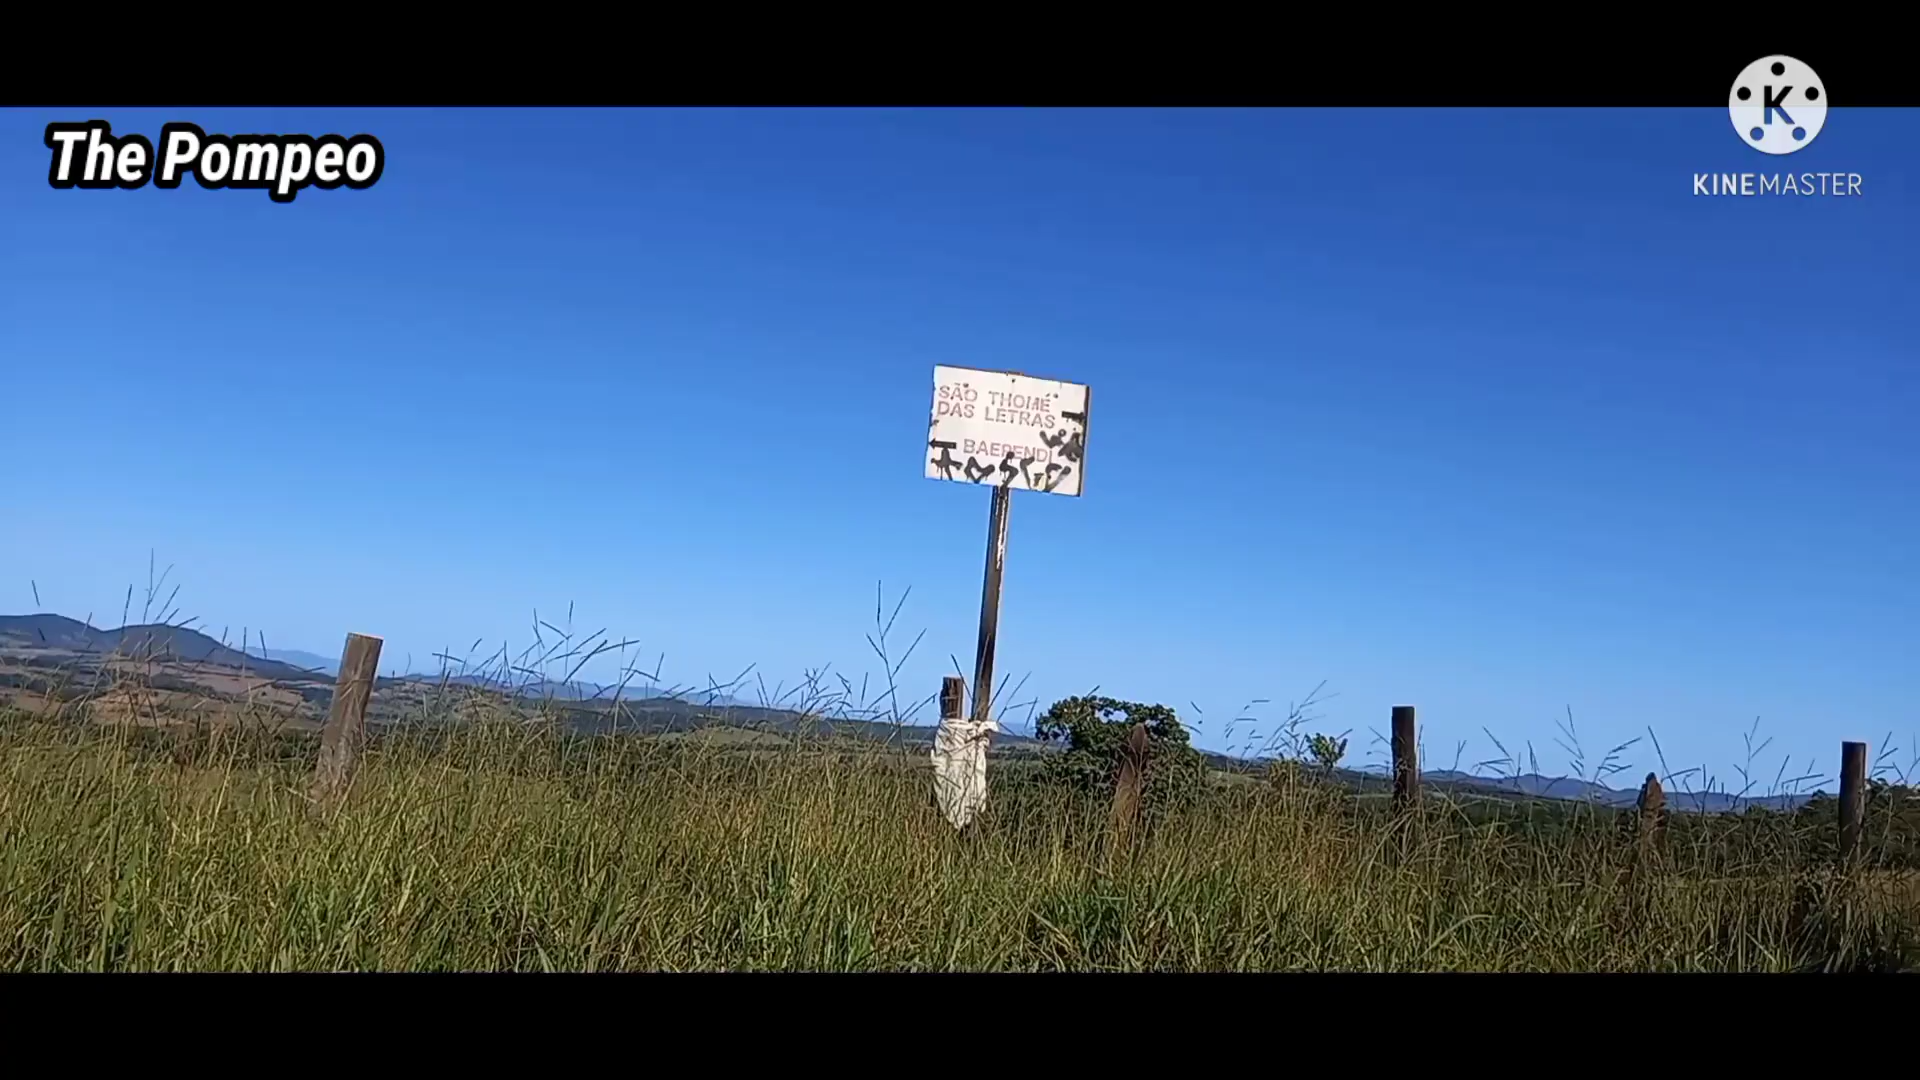 The Pompeo
K
KINEMASTER
SÃO THOMÉ
DAS LETRAS
BAEPENDI